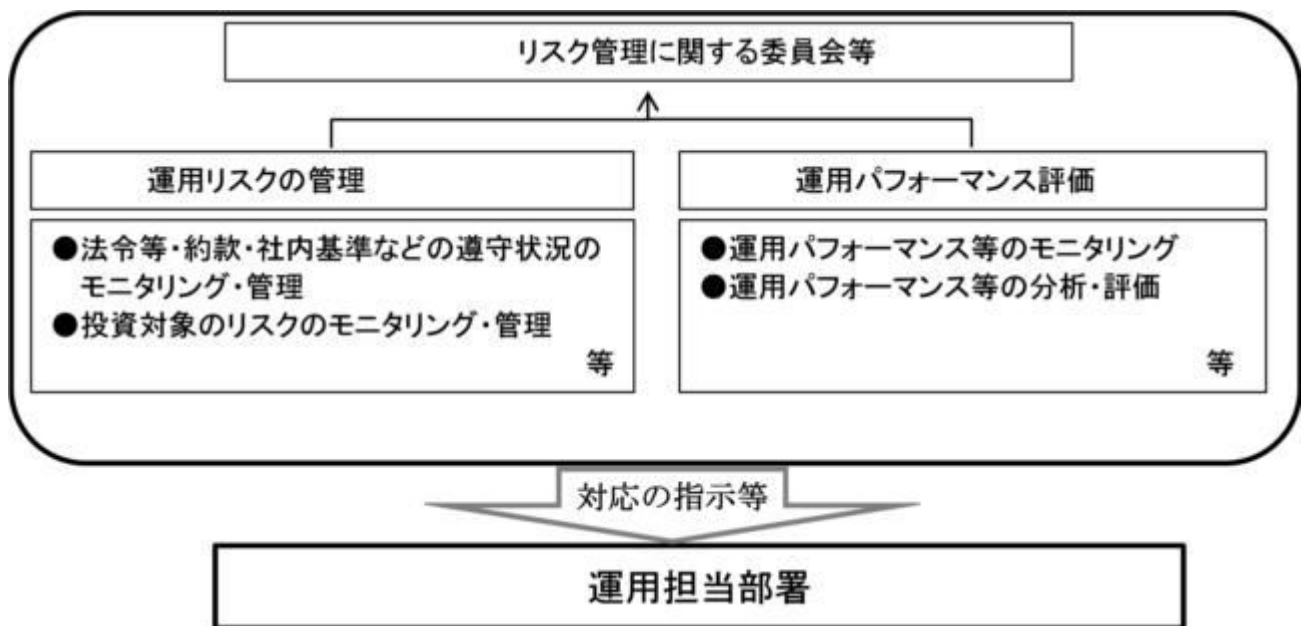 リスク管理に関する委員会等
運用リスクの管理
●法令等・約款・社内基準などの遵守状況の
モニタリング・管理
●投資対象のリスクのモニタリング・管理
等
運用パフォーマンス評価
●運用パフォーマンス等のモニタリング
●運用パフォーマンス等の分析・評価
等
対応の指示等
運用担当部署